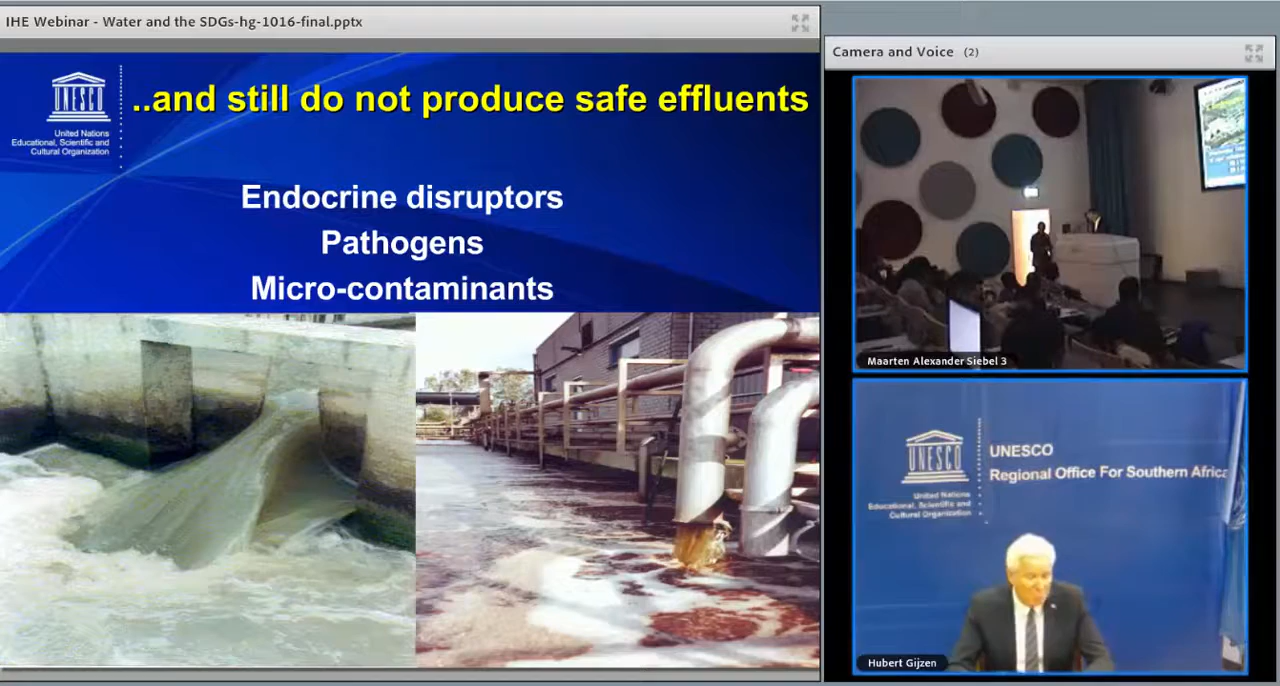 IHE Webinar - Water and the SDGs-hg-1016-final.pptx
UNESCO
United Nations
Educational, Scientific and
Cultural Organization
..and still do not produce safe effluents
Endocrine disruptors
Pathogens
Micro-contaminants
Camera and Voice (2)
Maarten Alexander Siebel 3
UNESCO
United Nations
Educational, Scientific and
Cultural Organization
UNESCO
Regional Office For Southern Africa
Hubert Gijzen